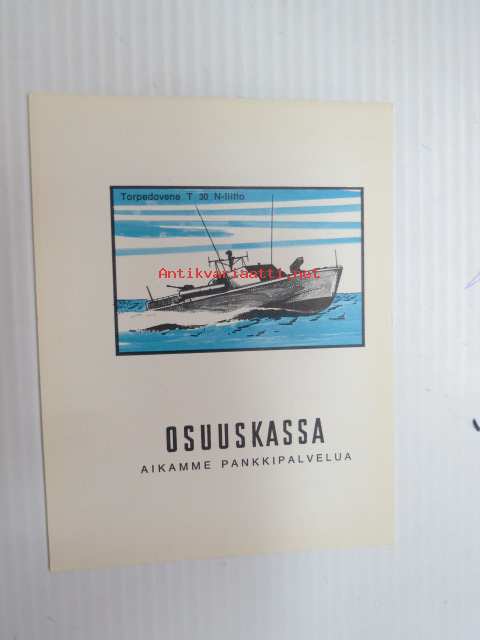 Torpedovene T 30 N-liitto
Antikvariaatti.net
OSUUSKASSA
AIKAMME PANKKIPALVELUA